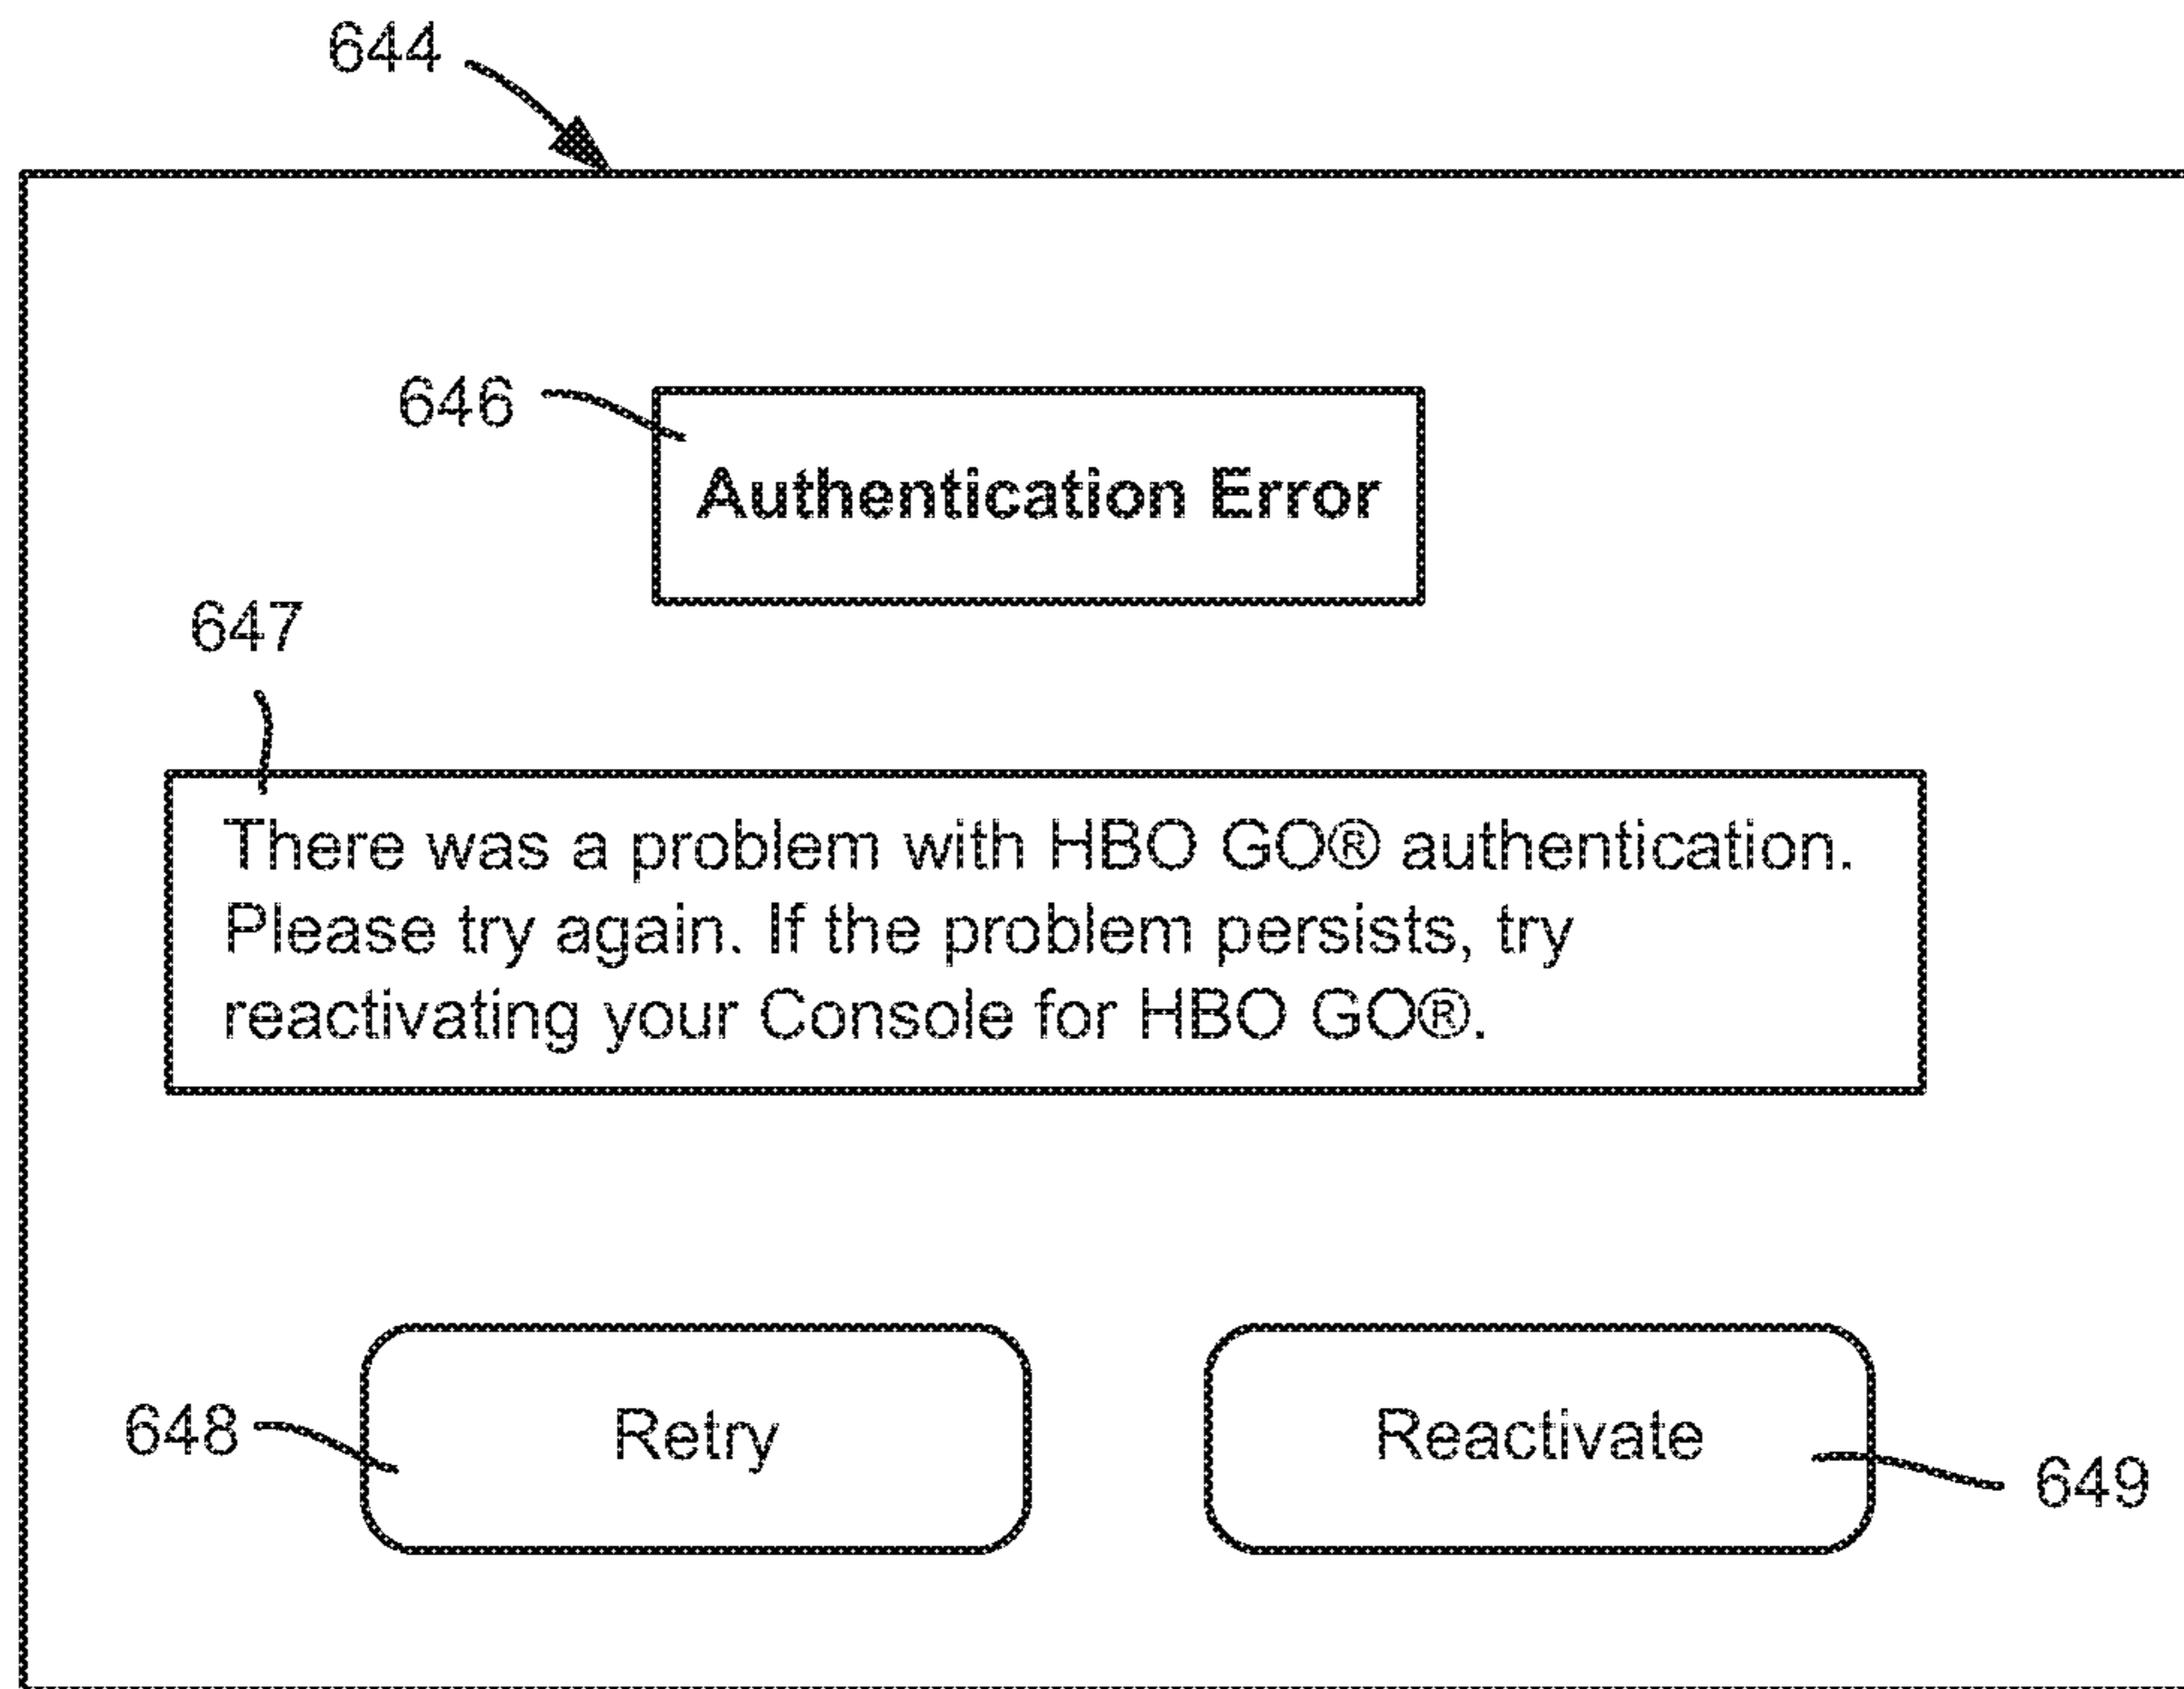 644
646
Authentication Error
647
There was a problem with HBO GO® authentication.
Please try again. If the problem persists, try
reactivating your Console for HBO GO®.
648
Retry
Reactivate
649